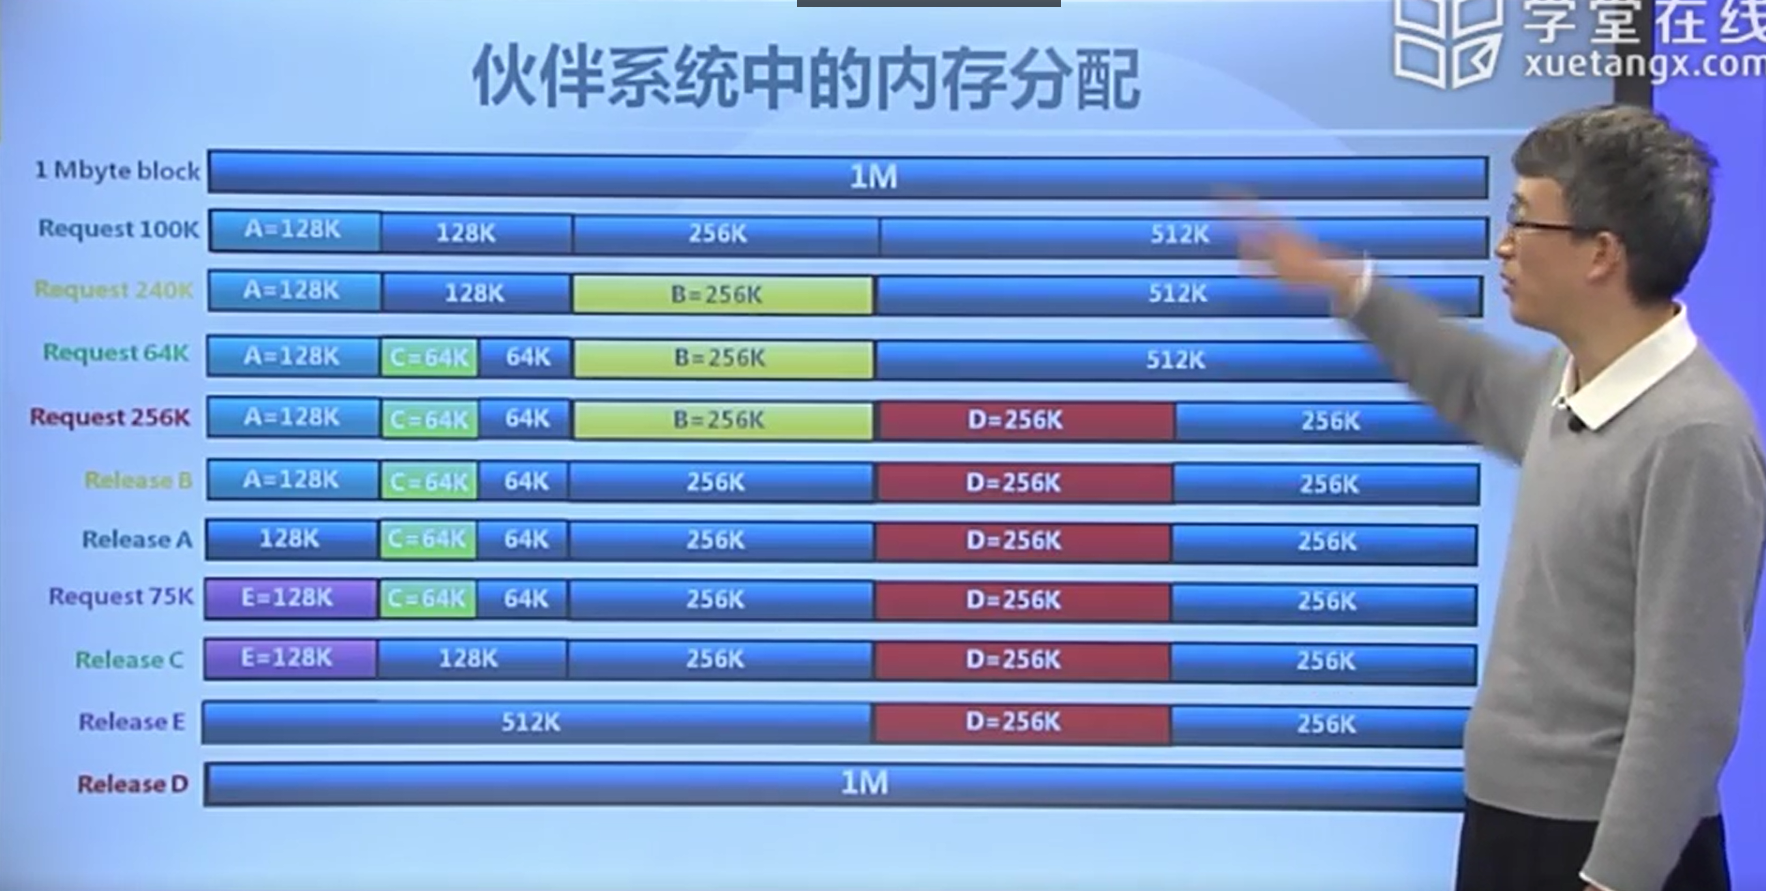 学堂在线
xuetangx.com
伙伴系统中的内存分配
1 Mbyte block 1M
Request 100K A=128K 128K 256K 512K
Request 240K A=128K 128K B=256K 512K
Request 64K A=128K C=64K 64K B=256K 512K
Request 256K A=128K C=64K 64K B=256K D=256K 256K
Release B A=128K C=64K 64K 256K D=256K 256K
Release A 128K C=64K 64K 256K D=256K 256K
Request 75K E=128K C=64K 64K 256K D=256K 256K
Release C E=128K 128K 256K D=256K 256K
Release E 512K D=256K 256K
Release D 1M